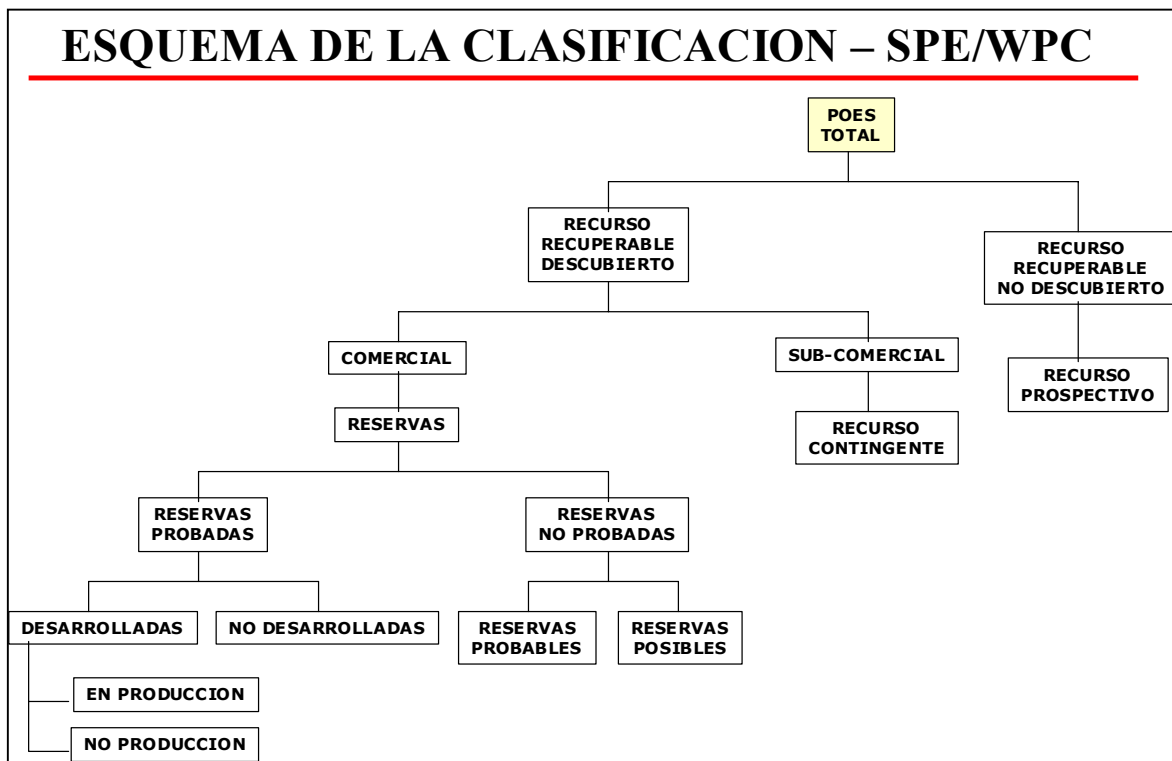 ESQUEMA DE LA CLASIFICACION – SPE/WPC
POES
TOTAL
RECURSO
RECUPERABLE
DESCUBIERTO
RECURSO
RECUPERABLE
NO DESCUBIERTO
COMERCIAL
SUB-COMERCIAL
RECURSO
PROSPECTIVO
RESERVAS
RECURSO
CONTINGENTE
RESERVAS
PROBADAS
RESERVAS
NO PROBADAS
DESARROLLADAS
NO DESARROLLADAS
RESERVAS
PROBABLES
RESERVAS
POSIBLES
EN PRODUCCION
NO PRODUCCION